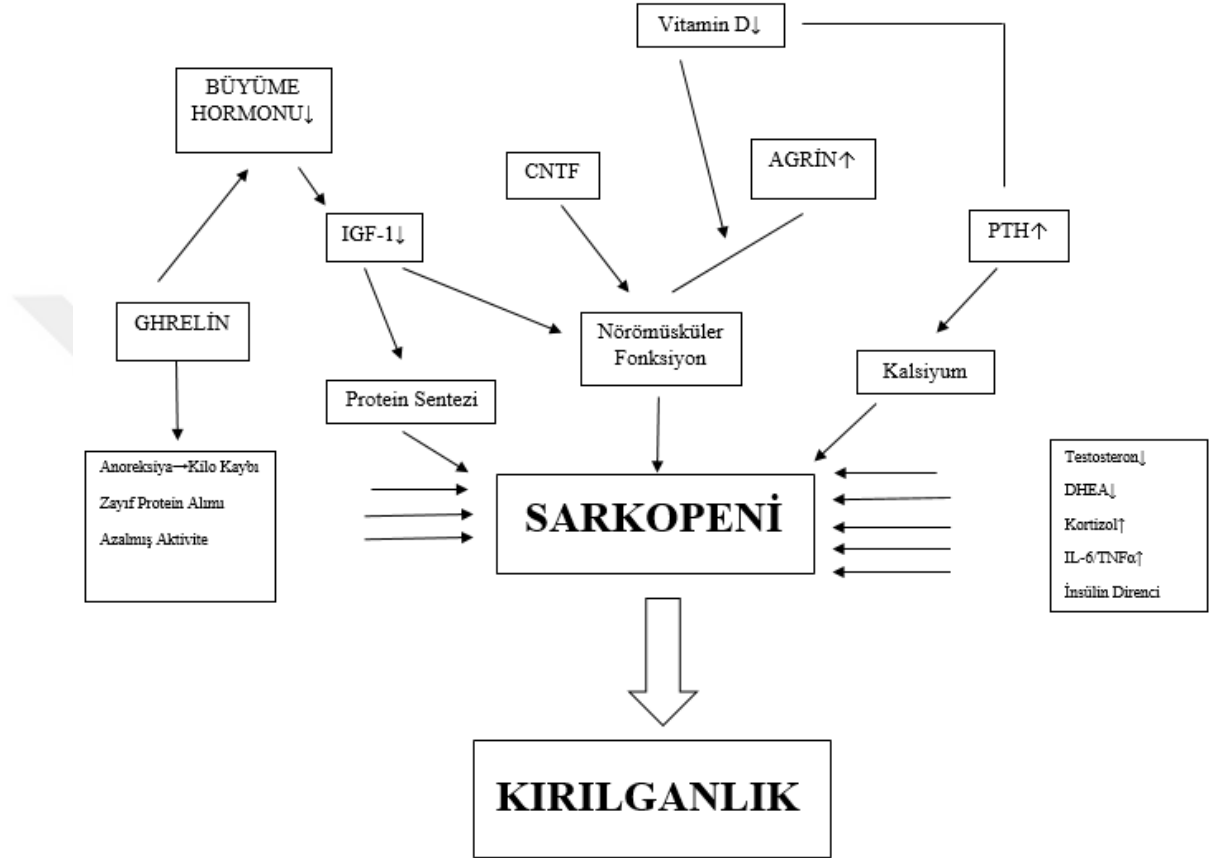 Vitamin D↓
BÜYÜME
HORMONU↓
CNTF
AGRİN↑
IGF-1↓
PTH↑
GHRELİN
Nörömüsküler
Fonksiyon
Kalsiyum
Protein Sentezi
Anoreksiya→Kilo Kaybı
Zayıf Protein Alımı
Azalmış Aktivite
SARKOPENİ
Testosteron↓
DHEA↓
Kortizol↑
IL-6/TNFα↑
İnsülin Direnci
KIRILGANLIK